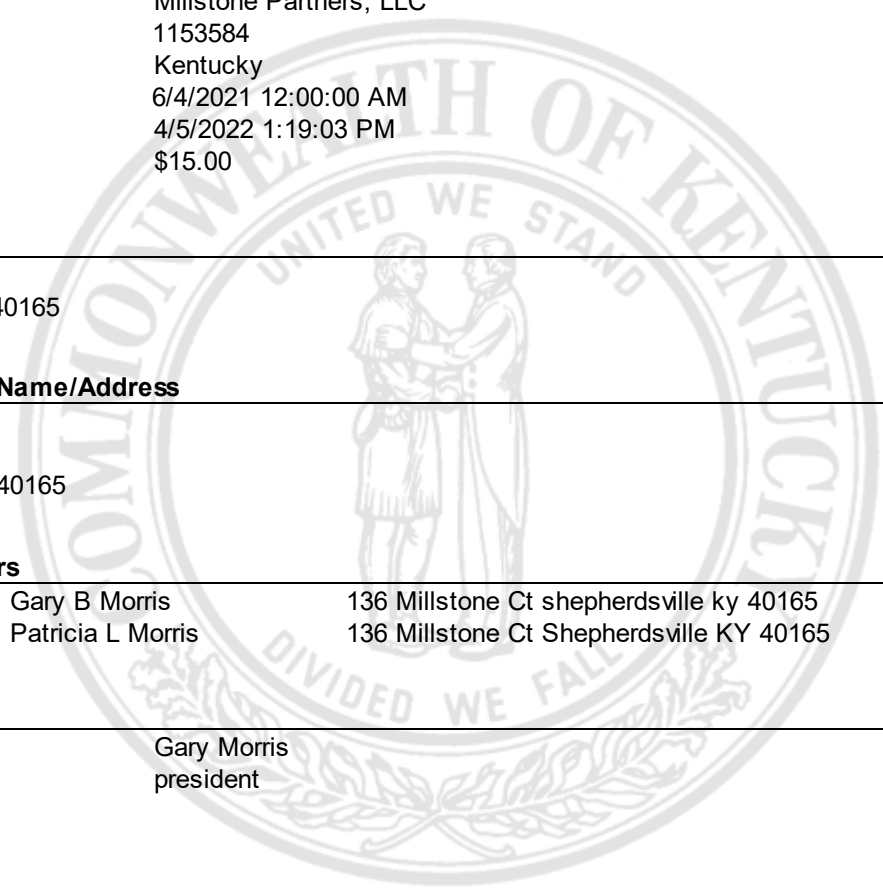 Millstone Partners, LLC
1153584
Kentucky
6/4/2021 12:00:00 AM
4/5/2022 1:19:03 PM
$15.00
40165
Name/Address
40165
rs
Gary B Morris 136 Millstone Ct shepherdsville ky 40165
Patricia L Morris 136 Millstone Ct Shepherdsville KY 40165
Gary Morris
president
COMMONWEALTH OF KENTUCKY
UNITED WE STAND
DIVIDED WE FALL